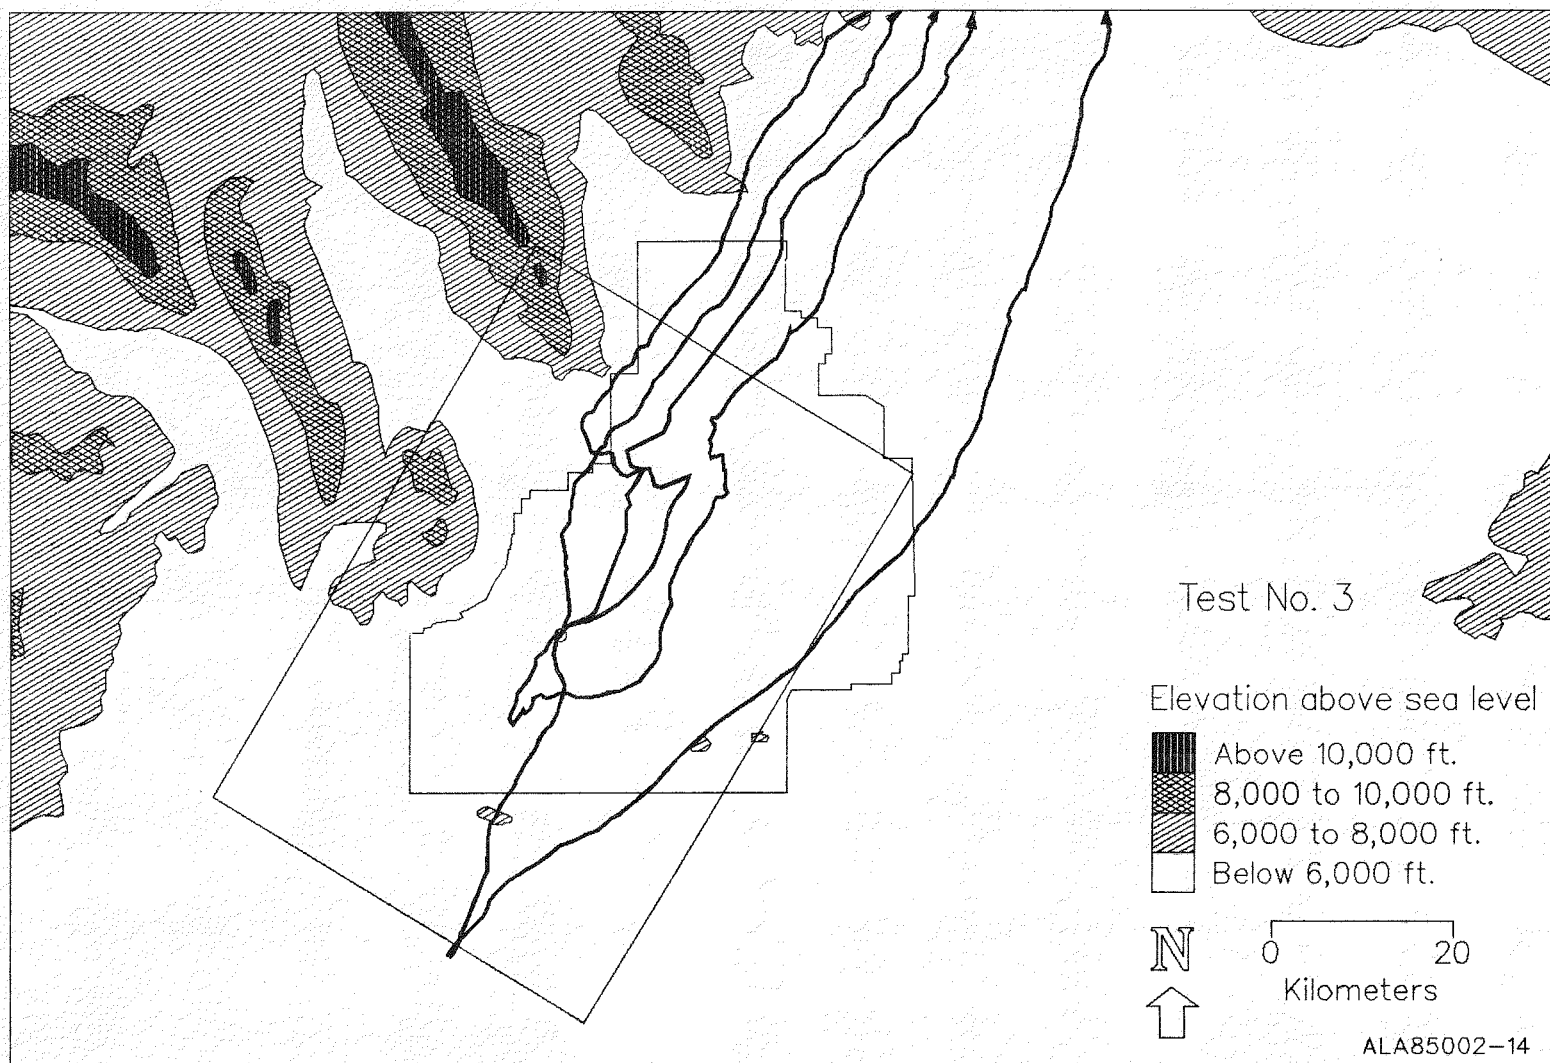 Test No. 3
Elevation above sea level
Above 10,000 ft.
8,000 to 10,000 ft.
6,000 to 8,000 ft.
Below 6,000 ft.
N
0 20
Kilometers
ALA85002-14